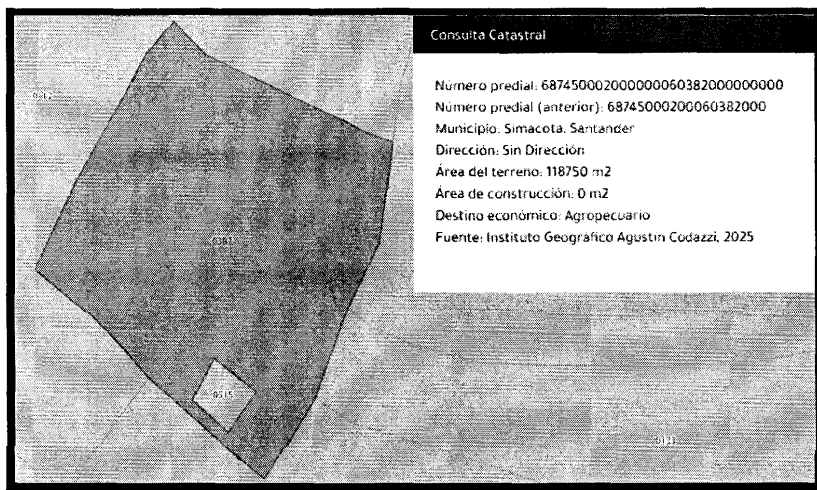 Consulta Catastral
Número predial: 687450002000000060382000000000
Número predial (anterior): 68745000200060382000
Municipio: Simacota, Santander
Dirección: Sin Dirección
Área del terreno: 118750 m2
Área de construcción: 0 m2
Destino económico: Agropecuario
Fuente: Instituto Geográfico Agustín Codazzi, 2025
0515